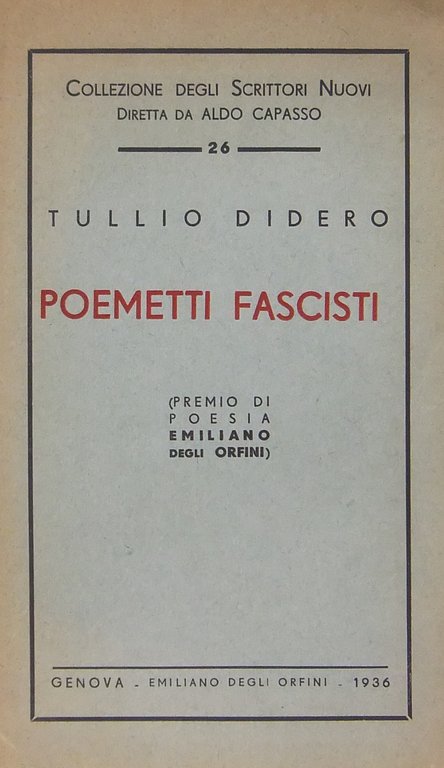 COLLEZIONE DEGLI SCRITTORI NUOVI
DIRETTA DA ALDO CAPASSO
26
TULLIO DIDERO
POEMETTI FASCISTI
(PREMIO DI
POESIA
EMILIANO
DEGLI ORFINI)
GENOVA - EMILIANO DEGLI ORFINI - 1936